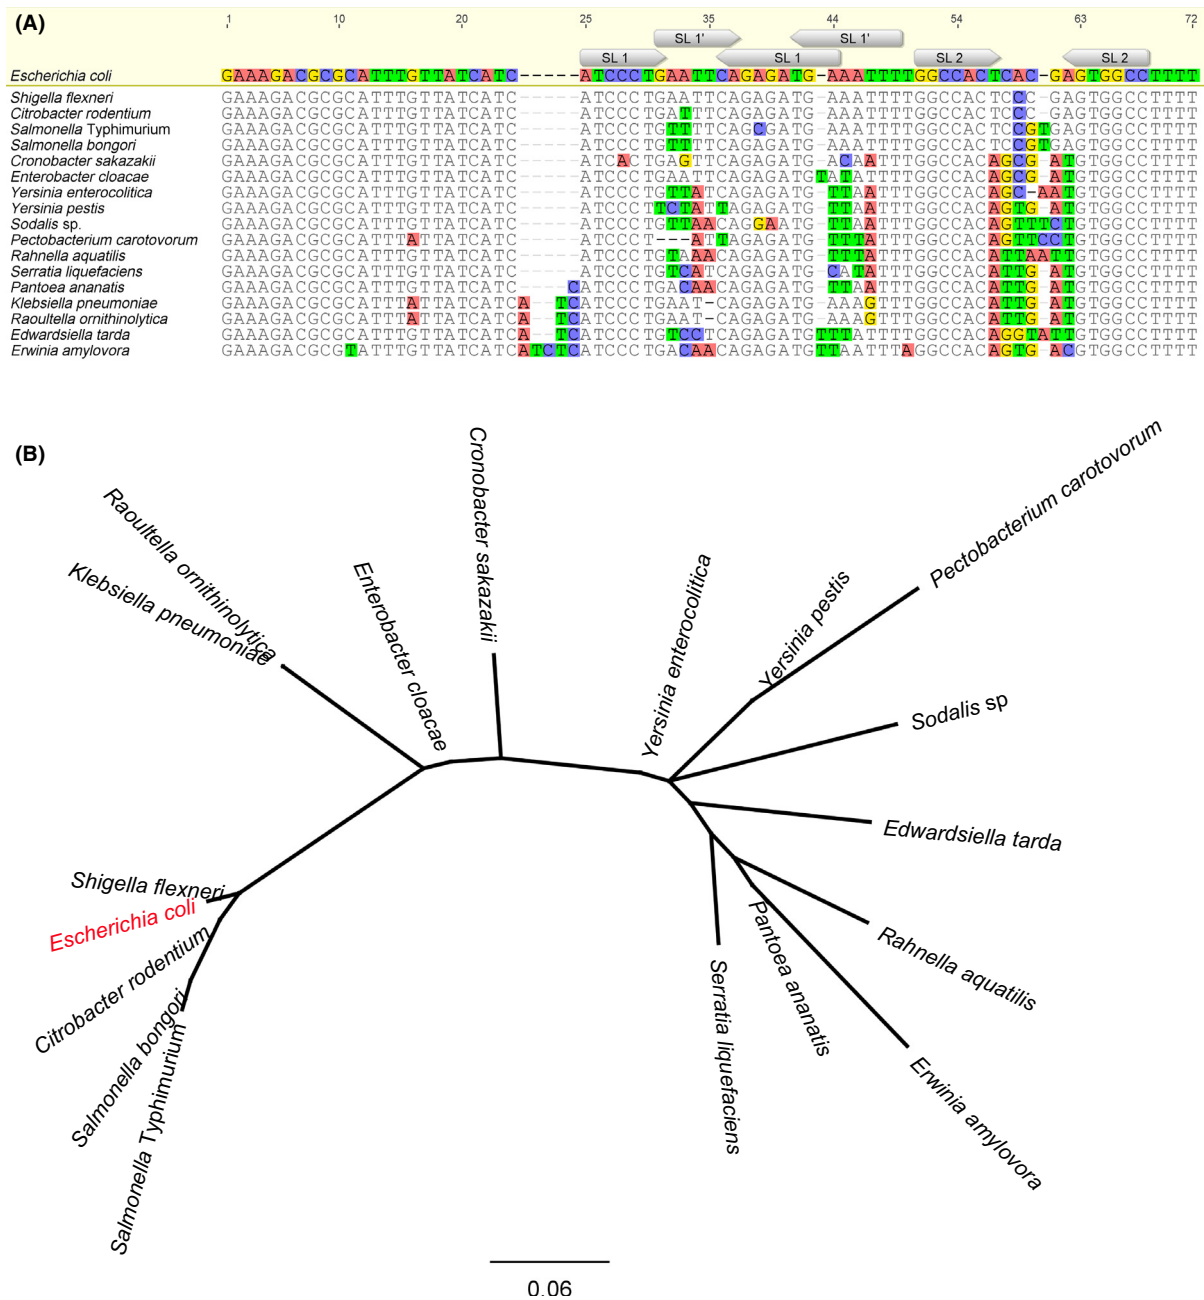 (A)
1 10 20 25 35 44 54 63 72
SL 1' SL 1'
SL 1 SL 1 SL 2 SL 2
Escherichia coli GAAAGACGCGCATTTGTTATCATC-----ATCCCTGAATTCAGAGATG-AAATTTTGGCCACTCAC-GAGTGGCCTTTT
Shigella flexneri GAAAGACGCGCATTTGTTATCATC-----ATCCCTGAATTCAGAGATG-AAATTTTGGCCACTCCC-GAGTGGCCTTTT
Citrobacter rodentium GAAAGACGCGCATTTGTTATCATC-----ATCCCTGATTTCAGAGATG-AAATTTTGGCCACTCCC-GAGTGGCCTTTT
Salmonella Typhimurium GAAAGACGCGCATTTGTTATCATC-----ATCCCTGTTTTCAGCGATG-AAATTTTGGCCACTCCGTGAGTGGCCTTTT
Salmonella bongori GAAAGACGCGCATTTGTTATCATC-----ATCCCTGTTTTCAGAGATG-AAATTTTGGCCACTCCGTGAGTGGCCTTTT
Cronobacter sakazakii GAAAGACGCGCATTTGTTATCATC-----ATCACTGAGTTCAGAGATG-ACAATTTGGCCACAGCG-ATGTGGCCTTTT
Enterobacter cloacae GAAAGACGCGCATTTGTTATCATC-----ATCCCTGAATTCAGAGATGTATATTTTGGCCACAGCG-ATGTGGCCTTTT
Yersinia enterocolitica GAAAGACGCGCATTTGTTATCATC-----ATCCCTGTTATCAGAGATG-TTAATTTGGCCACAGC-AATGTGGCCTTTT
Yersinia pestis GAAAGACGCGCATTTGTTATCATC-----ATCCCTTCTATTAGAGATG-TTAATTTGGCCACAGTG-ATGTGGCCTTTT
Sodalis sp. GAAAGACGCGCATTTGTTATCATC-----ATCCCTGTTAACAGGAATG-TTAATTTGGCCACAGTTTCTGTGGCCTTTT
Pectobacterium carotovorum GAAAGACGCGCATTTATTATCATC-----ATCCCT---ATTAGAGATG-TTTATTTGGCCACAGTTCCTGTGGCCTTTT
Rahnella aquatilis GAAAGACGCGCATTTGTTATCATC-----ATCCCTGTAAACAGAGATG-TTTATTTGGCCACATTAATTGTGGCCTTTT
Serratia liquefaciens GAAAGACGCGCATTTGTTATCATC-----ATCCCTGTCATCAGAGATG-CATATTTGGCCACATTG-ATGTGGCCTTTT
Pantoea ananatis GAAAGACGCGCATTTGTTATCATC----CATCCCTGACAACAGAGATG-TTAATTTGGCCACATTG-ATGTGGCCTTTT
Klebsiella pneumoniae GAAAGACGCGCATTTATTATCATCA--TCATCCCTGAAT-CAGAGATG-AAAGTTTGGCCACATTG-ATGTGGCCTTTT
Raoultella ornithinolytica GAAAGACGCGCATTTATTATCATCA--TCATCCCTGAAT-CAGAGATG-AAAGTTTGGCCACATTG-ATGTGGCCTTTT
Edwardsiella tarda GAAAGACGCGCATTTGTTATCATCA--TCATCCCTGTCCTCAGAGATGTTTATTTTGGCCACAGGTATTGTGGCCTTTT
Erwinia amylovora GAAAGACGCGTATTTGTTATCATCATCTCATCCCTGACAACAGAGATGTTAATTTAGGCCACAGTG-ACGTGGCCTTTT
(B)
Raoultella ornithinolytica
Klebsiella pneumoniae
Enterobacter cloacae
Cronobacter sakazakii
Yersinia enterocolitica
Yersinia pestis
Pectobacterium carotovorum
Sodalis sp
Edwardsiella tarda
Rahnella aquatilis
Pantoea ananatis
Erwinia amylovora
Serratia liquefaciens
Shigella flexneri
Escherichia coli
Citrobacter rodentium
Salmonella bongori
Salmonella Typhimurium
0.06